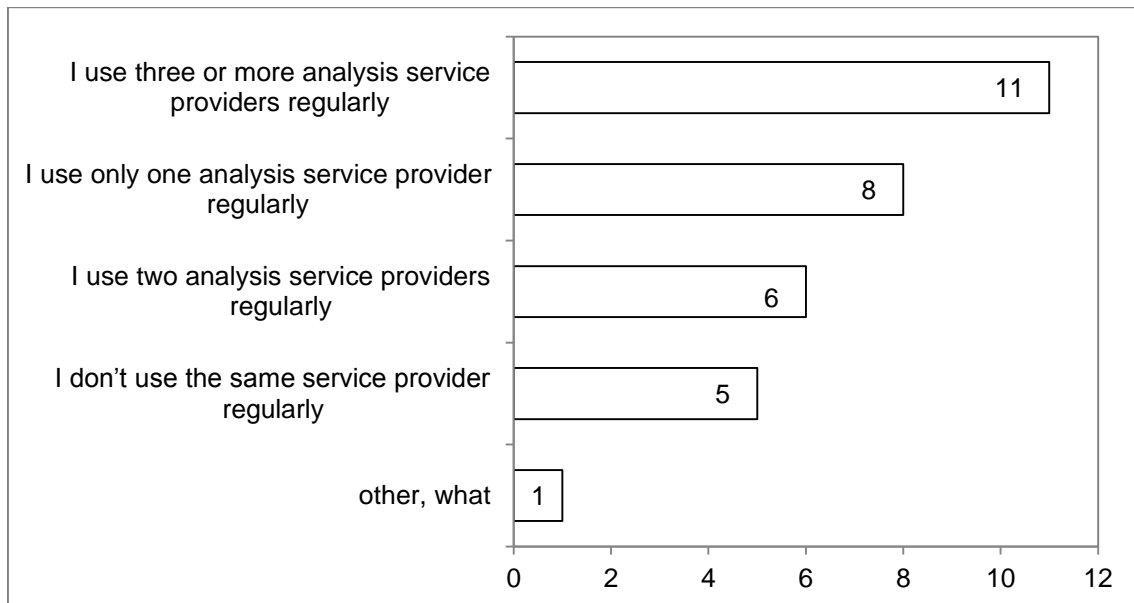 I use three or more analysis service
providers regularly
11
I use only one analysis service provider
regularly
8
I use two analysis service providers
regularly
6
I don’t use the same service provider
regularly
5
other, what
1
0 2 4 6 8 10 12